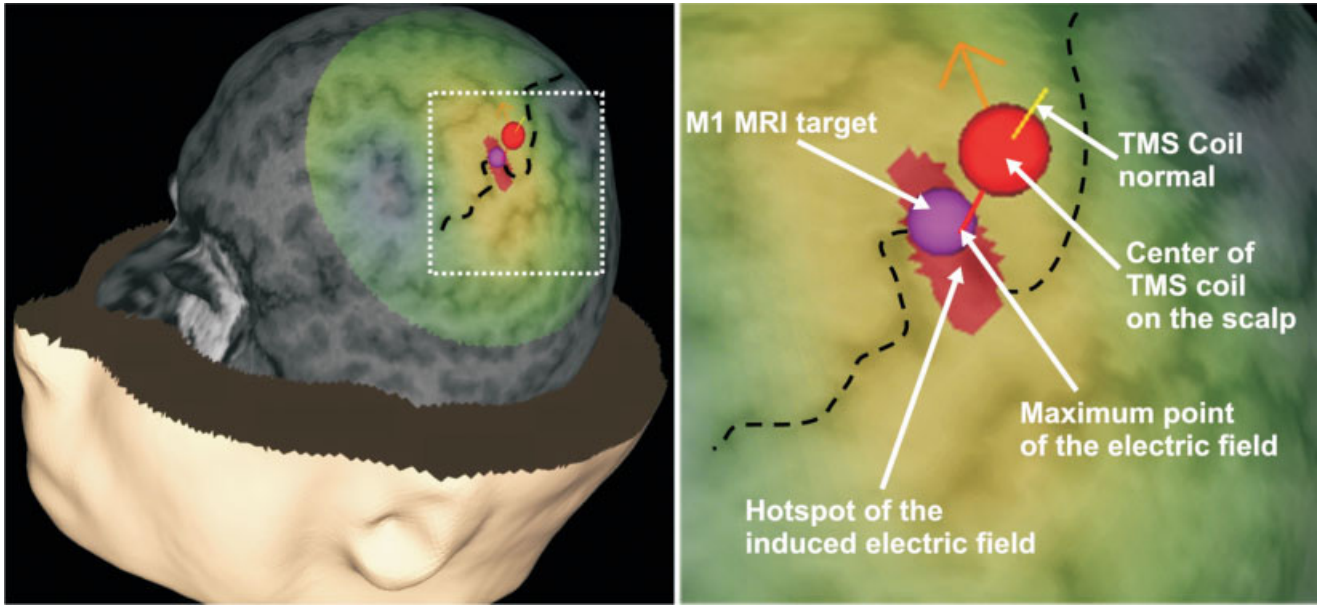 M1 MRI target
TMS Coil
normal
Center of
TMS coil
on the scalp
Maximum point
of the electric field
Hotspot of the
induced electric field